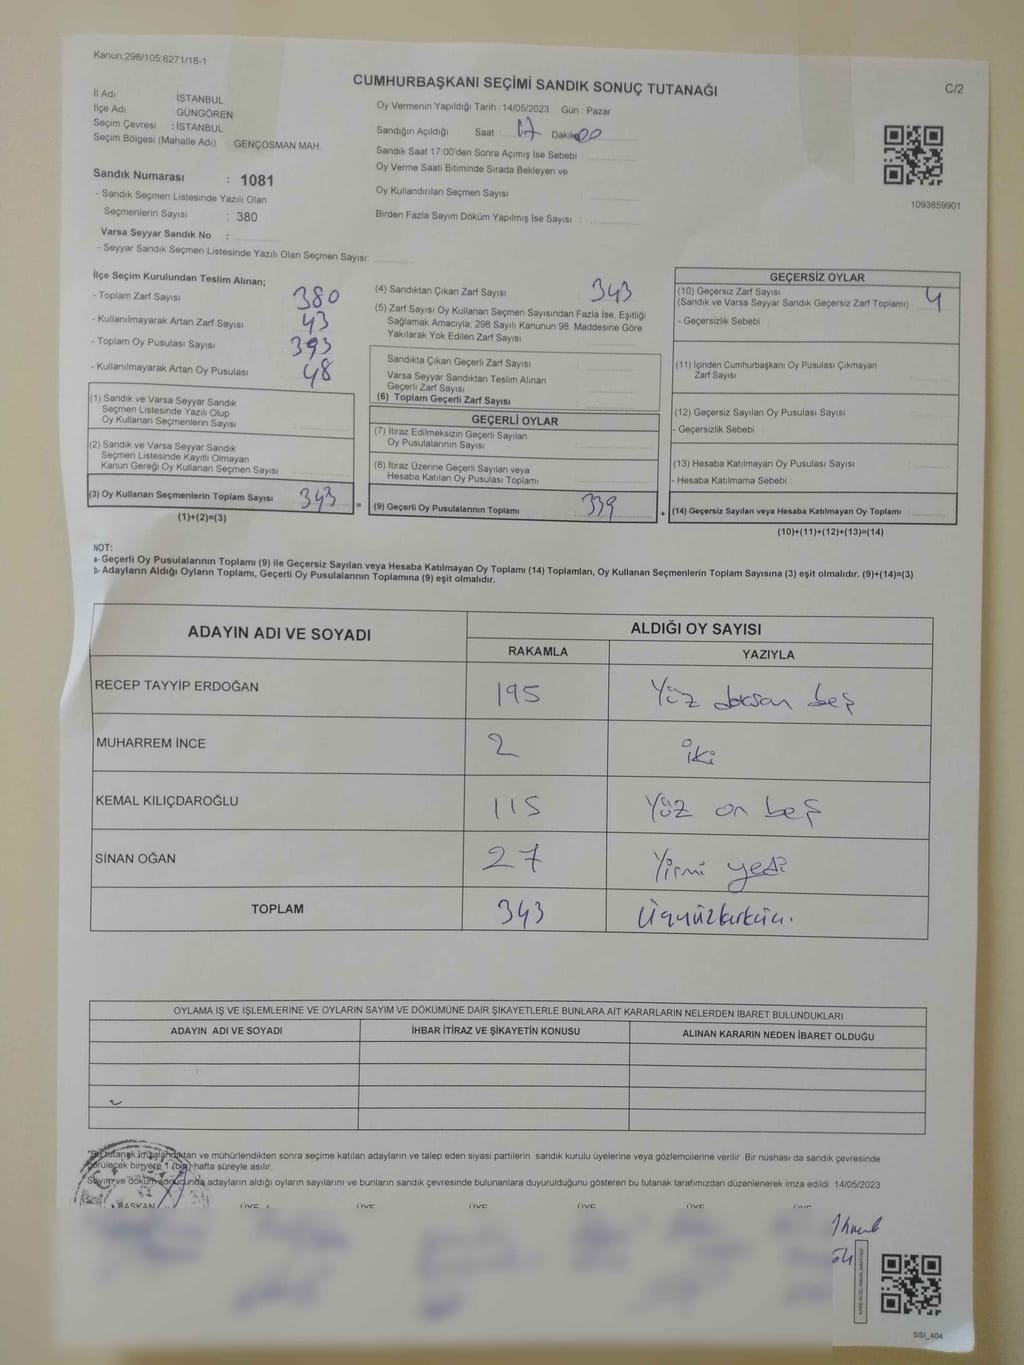 Kanun;298/105;6271/18-1
CUMHURBAŞKANI SEÇİMİ SANDIK SONUÇ TUTANAĞI
C/2
İl Adı İSTANBUL
İlçe Adı GÜNGÖREN
Seçim Çevresi : İSTANBUL
Seçim Bölgesi (Mahalle Adı) GENÇOSMAN MAH.
Sandık Numarası : 1081
- Sandık Seçmen Listesinde Yazılı Olan
Seçmenlerin Sayısı : 380
Varsa Seyyar Sandık No :
- Seyyar Sandık Seçmen Listesinde Yazılı Olan Seçmen Sayısı:
Oy Vermenin Yapıldığı Tarih :14/05/2023 Gün : Pazar
Sandığın Açıldığı Saat 17 Dakika 00
Sandık Saat 17:00'den Sonra Açımış İse Sebebi :
Oy Verme Saati Bitiminde Sırada Bekleyen ve
Oy Kullandırılan Seçmen Sayısı :
Birden Fazla Sayım Döküm Yapılmış İse Sayısı :
1093859901
İlçe Seçim Kurulundan Teslim Alınan;
- Toplam Zarf Sayısı 380
- Kullanılmayarak Artan Zarf Sayısı 43
- Toplam Oy Pusulası Sayısı 393
- Kullanılmayarak Artan Oy Pusulası 48
(1) Sandık ve Varsa Seyyar Sandık
Seçmen Listesinde Yazılı Olup
Oy Kullanan Seçmenlerin Sayısı :
(2) Sandık ve Varsa Seyyar Sandık
Seçmen Listesinde Kayıtlı Olmayan
Kanun Gereği Oy Kullanan Seçmen Sayısı
(3) Oy Kullanan Seçmenlerin Toplam Sayısı 343
(1)+(2)=(3)
=
(4) Sandıktan Çıkan Zarf Sayısı 343
(5) Zarf Sayısı Oy Kullanan Seçmen Sayısından Fazla İse, Eşitliği
Sağlamak Amacıyla; 298 Sayılı Kanunun 98. Maddesine Göre
Yakılarak Yok Edilen Zarf Sayısı
Sandıkta Çıkan Geçerli Zarf Sayısı
Varsa Seyyar Sandıktan Teslim Alınan
Geçerli Zarf Sayısı
(6) Toplam Geçerli Zarf Sayısı
GEÇERLİ OYLAR
(7) İtiraz Edilmeksizin Geçerli Sayılan
Oy Pusulalarının Sayısı
(8) İtiraz Üzerine Geçerli Sayılan veya
Hesaba Katılan Oy Pusulası Toplamı
(9) Geçerli Oy Pusulalarının Toplamı : 339
+
GEÇERSİZ OYLAR
(10) Geçersiz Zarf Sayısı
(Sandık ve Varsa Seyyar Sandık Geçersiz Zarf Toplamı) 4
- Geçersizlik Sebebi
(11) İçinden Cumhurbaşkanı Oy Pusulası Çıkmayan
Zarf Sayısı
(12) Geçersiz Sayılan Oy Pusulası Sayısı
- Geçersizlik Sebebi
(13) Hesaba Katılmayan Oy Pusulası Sayısı
- Hesaba Katılmama Sebebi :
(14) Geçersiz Sayılan veya Hesaba Katılmayan Oy Toplamı
(10)+(11)+(12)+(13)=(14)
NOT:
a- Geçerli Oy Pusulalarının Toplamı (9) ile Geçersiz Sayılan veya Hesaba Katılmayan Oy Toplamı (14) Toplamları, Oy Kullanan Seçmenlerin Toplam Sayısına (3) eşit olmalıdır. (9)+(14)=(3)
b- Adayların Aldığı Oyların Toplamı, Geçerli Oy Pusulalarının Toplamına (9) eşit olmalıdır.
ADAYIN ADI VE SOYADI
ALDIĞI OY SAYISI
RAKAMLA YAZIYLA
RECEP TAYYİP ERDOĞAN 195 Yüz doksan beş
MUHARREM İNCE 2 iki
KEMAL KILIÇDAROĞLU 115 Yüz on beş
SİNAN OĞAN 27 Yirmi yedi
TOPLAM 343
OYLAMA İŞ VE İŞLEMLERİNE VE OYLARIN SAYIM VE DÖKÜMÜNE DAİR ŞİKAYETLERLE BUNLARA AİT KARARLARIN NELERDEN İBARET BULUNDUKLARI
ADAYIN ADI VE SOYADI İHBAR İTİRAZ VE ŞİKAYETİN KONUSU ALINAN KARARIN NEDEN İBARET OLDUĞU
*Bu tutanak imzalandıktan ve mühürlendikten sonra seçime katılan adayların ve talep eden siyasi partilerin sandık kurulu üyelerine veya gözlemcilerine verilir. Bir nüshası da sandık çevresinde
görülecek bir yere 1 (bir) hafta süreyle asılır.
Sayım ve döküm sonucunda adayların aldığı oyların sayılarını ve bunların sandık çevresinde bulunanlara duyurulduğunu gösteren bu tutanak tarafımızdan düzenlenerek imza edildi. 14/05/2023
BAŞKAN ÜYE ÜYE ÜYE ÜYE ÜYE ÜYE
SSI_404